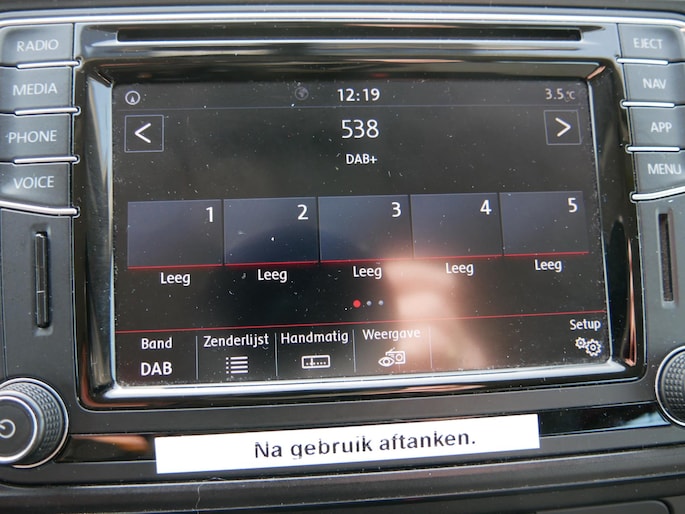 RADIO
MEDIA
PHONE
VOICE
EJECT
NAV
APP
MENU
12:19
3.5°C
<
538
>
DAB+
1 2 3 4 5
Leeg Leeg Leeg Leeg Leeg
Band Zenderlijst Handmatig Weergave Setup
DAB
Na gebruik aftanken.